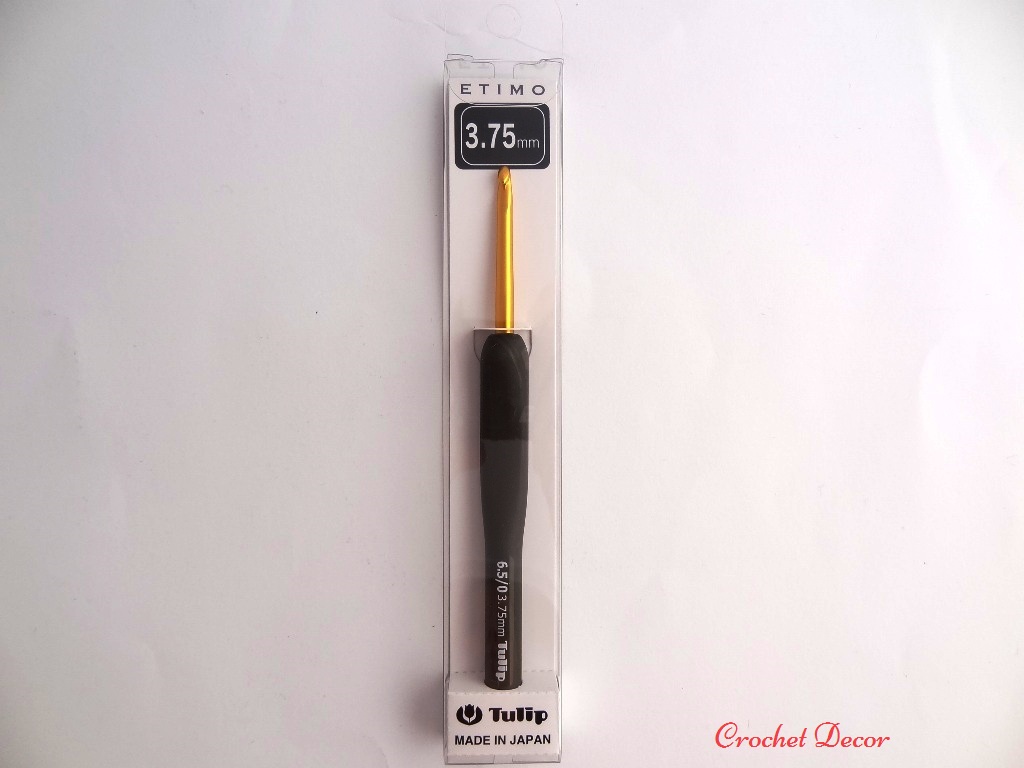 ETIMO
3.75mm
6.5/0 3.75mm Tulip
Tulip
MADE IN JAPAN
Crochet Decor